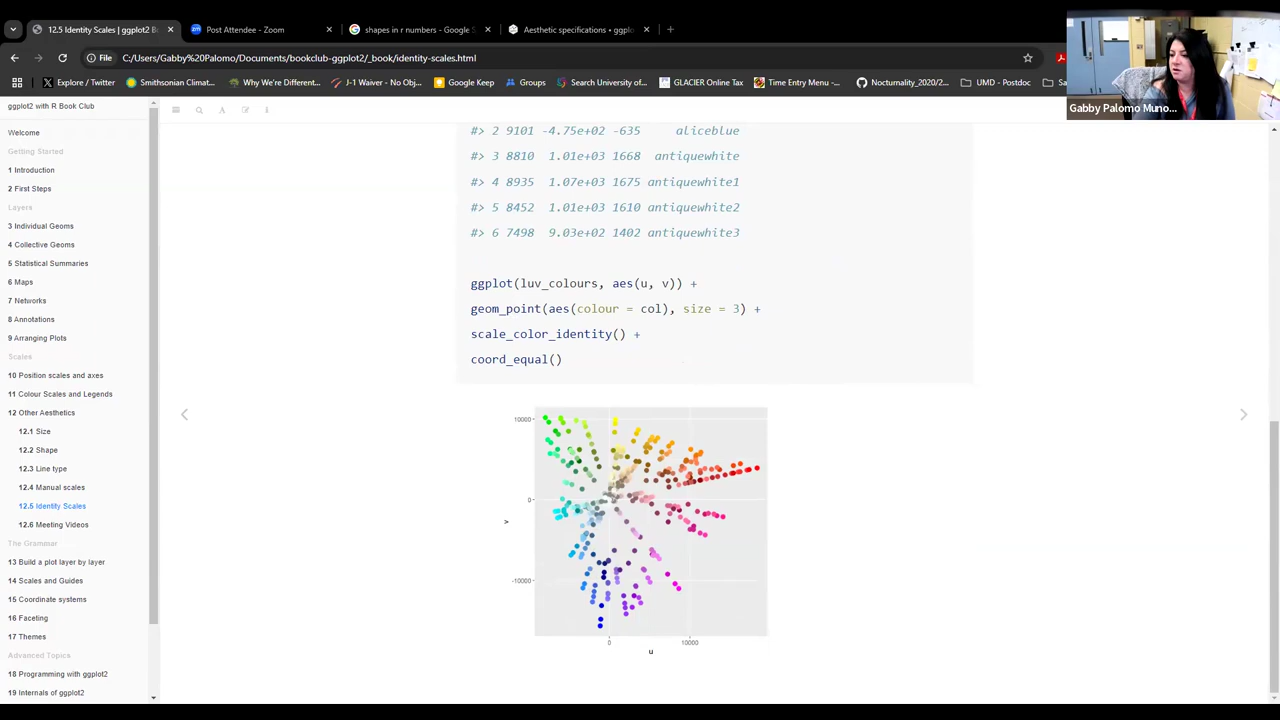 12.5 Identity Scales | ggplot2 B
Post Attendee - Zoom
shapes in r numbers - Google S
Aesthetic specifications • ggplo
File
C:/Users/Gabby%20Palomo/Documents/bookclub-ggplot2/_book/identity-scales.html
Explore / Twitter
Smithsonian Climat...
Why We're Different...
J-1 Waiver - No Obj...
Google Keep
Groups
Search University of...
GLACIER Online Tax
Time Entry Menu -...
Nocturnality_2020/2...
UMD - Postdoc
Gabby Palomo Muno...
ggplot2 with R Book Club
Welcome
Getting Started
1 Introduction
2 First Steps
Layers
3 Individual Geoms
4 Collective Geoms
5 Statistical Summaries
6 Maps
7 Networks
8 Annotations
9 Arranging Plots
Scales
10 Position scales and axes
11 Colour Scales and Legends
12 Other Aesthetics
12.1 Size
12.2 Shape
12.3 Line type
12.4 Manual scales
12.5 Identity Scales
12.6 Meeting Videos
The Grammar
13 Build a plot layer by layer
14 Scales and Guides
15 Coordinate systems
16 Faceting
17 Themes
Advanced Topics
18 Programming with ggplot2
19 Internals of ggplot2
#> 2 9101 -4.75e+02 -635 aliceblue
#> 3 8810 1.01e+03 1668 antiquewhite
#> 4 8935 1.07e+03 1675 antiquewhite1
#> 5 8452 1.01e+03 1610 antiquewhite2
#> 6 7498 9.03e+02 1402 antiquewhite3
ggplot(luv_colours, aes(u, v)) +
geom_point(aes(colour = col), size = 3) +
scale_color_identity() +
coord_equal()
10000
0
-10000
v
0
10000
u